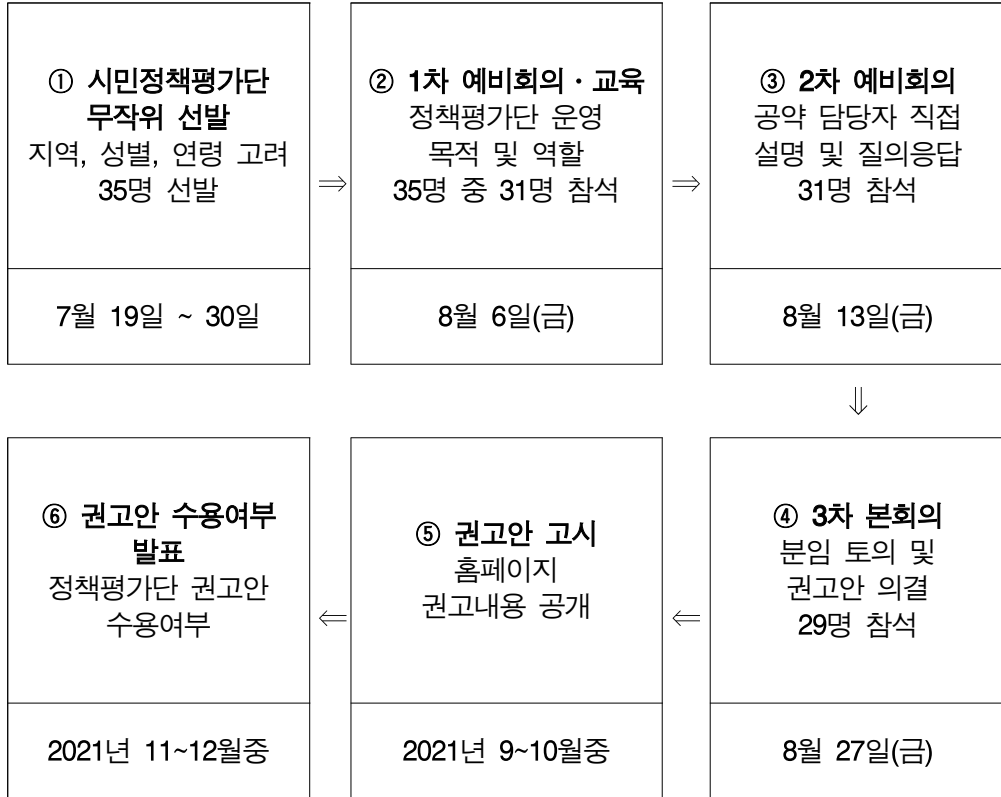 ① 시민정책평가단
무작위 선발
지역, 성별, 연령 고려
35명 선발
7월 19일 ~ 30일
⇒
② 1차 예비회의 · 교육
정책평가단 운영
목적 및 역할
35명 중 31명 참석
8월 6일(금)
⇒
③ 2차 예비회의
공약 담당자 직접
설명 및 질의응답
31명 참석
8월 13일(금)
⇓
④ 3차 본회의
분임 토의 및
권고안 의결
29명 참석
8월 27일(금)
⇐
⑤ 권고안 고시
홈페이지
권고내용 공개
2021년 9~10월중
⇐
⑥ 권고안 수용여부
발표
정책평가단 권고안
수용여부
2021년 11~12월중